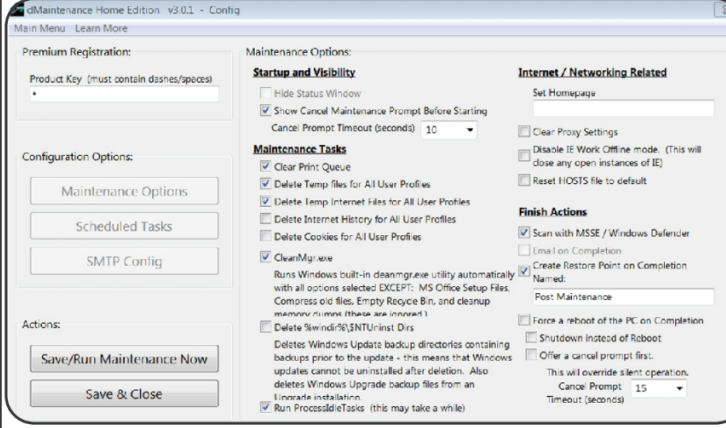 dMaintenance Home Edition v3.0.1 - Config
Main Menu Learn More
Premium Registration:
Product Key (must contain dashes/spaces)
*
Configuration Options:
Maintenance Options
Scheduled Tasks
SMTP Config
Actions:
Save/Run Maintenance Now
Save & Close
Maintenance Options:
Startup and Visibility
Hide Status Window
Show Cancel Maintenance Prompt Before Starting
Cancel Prompt Timeout (seconds) 10
Maintenance Tasks
Clear Print Queue
Delete Temp files for All User Profiles
Delete Temp Internet Files for All User Profiles
Delete Internet History for All User Profiles
Delete Cookies for All User Profiles
CleanMgr.exe
Runs Windows built-in cleanmgr.exe utility automatically
with all options selected EXCEPT: MS Office Setup Files,
Compress old files, Empty Recycle Bin, and cleanup
memory dumps (these are ignored.)
Delete %windir%\$NTUninst Dirs
Deletes Windows Update backup directories containing
backups prior to the update - this means that Windows
updates cannot be uninstalled after deletion. Also
deletes Windows Upgrade backup files from an
Upgrade installation.
Run ProcessIdleTasks (this may take a while)
Internet / Networking Related
Set Homepage
Clear Proxy Settings
Disable IE Work Offline mode. (This will
close any open instances of IE)
Reset HOSTS file to default
Finish Actions
Scan with MSSE / Windows Defender
Email on Completion
Create Restore Point on Completion
Named:
Post Maintenance
Force a reboot of the PC on Completion
Shutdown instead of Reboot
Offer a cancel prompt first.
This will override silent operation.
Cancel Prompt 15
Timeout (seconds)